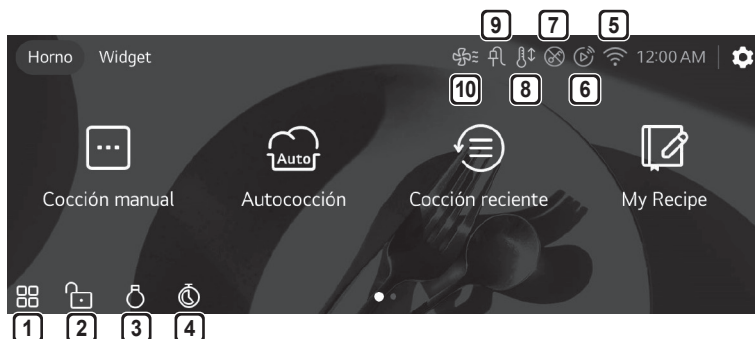 9 7 5
Horno Widget 12:00 AM
10 8 6
Auto
Cocción manual Autococción Cocción reciente My Recipe
1 2 3 4